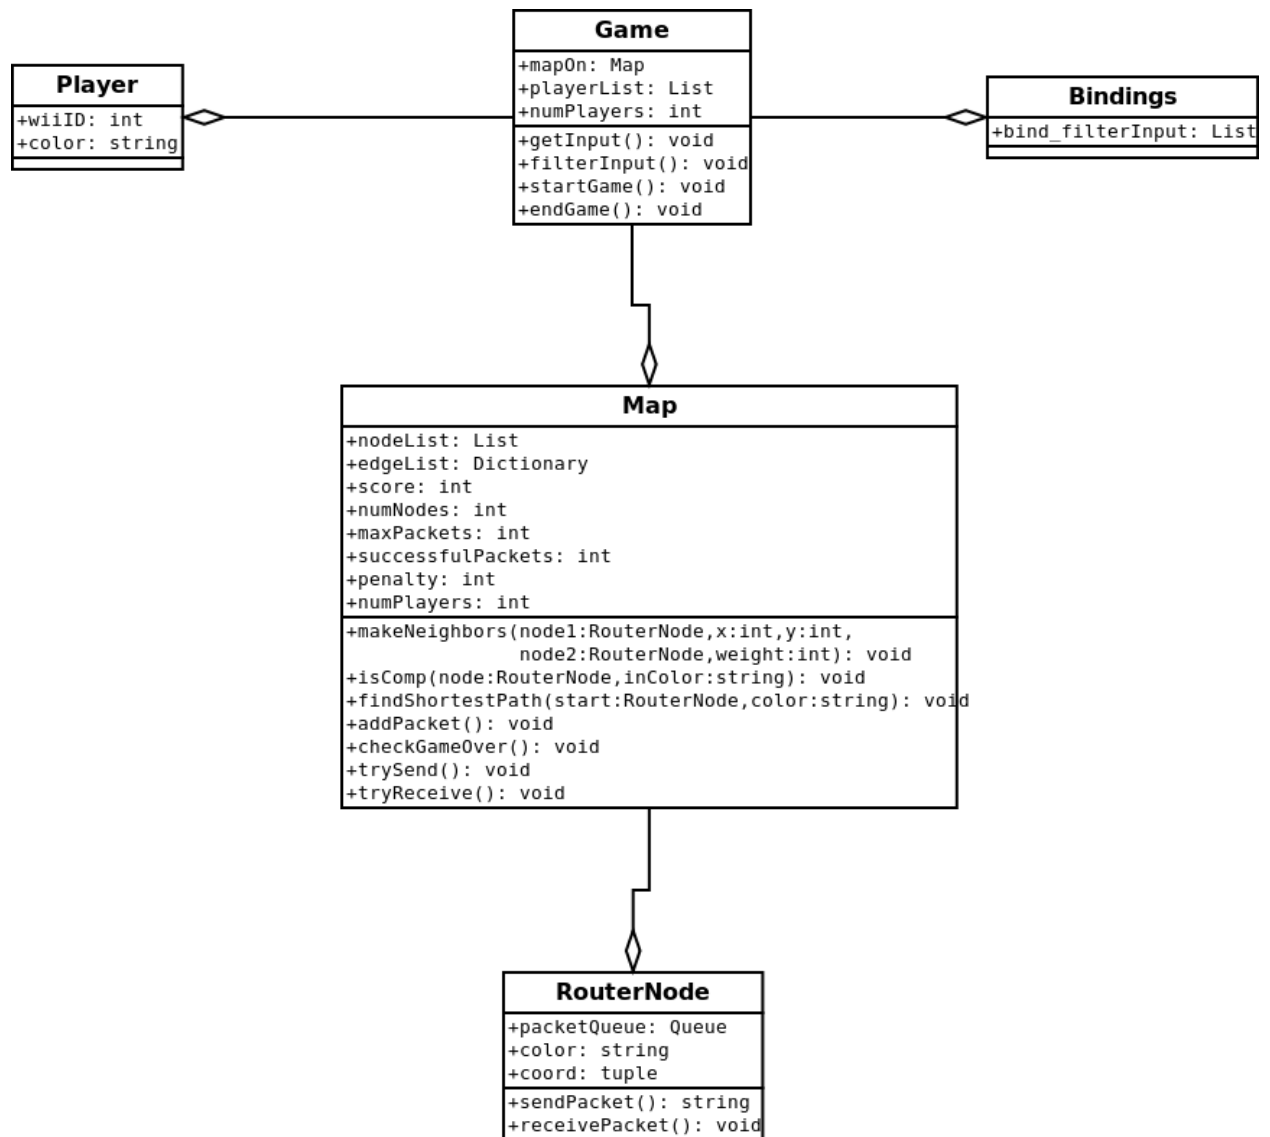 Game
+mapOn: Map
+playerList: List
+numPlayers: int
+getInput(): void
+filterInput(): void
+startGame(): void
+endGame(): void
Player
+wiiID: int
+color: string
Bindings
+bind_filterInput: List
Map
+nodeList: List
+edgeList: Dictionary
+score: int
+numNodes: int
+maxPackets: int
+successfulPackets: int
+penalty: int
+numPlayers: int
+makeNeighbors(node1:RouterNode,x:int,y:int,
node2:RouterNode,weight:int): void
+isComp(node:RouterNode,inColor:string): void
+findShortestPath(start:RouterNode,color:string): void
+addPacket(): void
+checkGameOver(): void
+trySend(): void
+tryReceive(): void
RouterNode
+packetQueue: Queue
+color: string
+coord: tuple
+sendPacket(): string
+receivePacket(): void